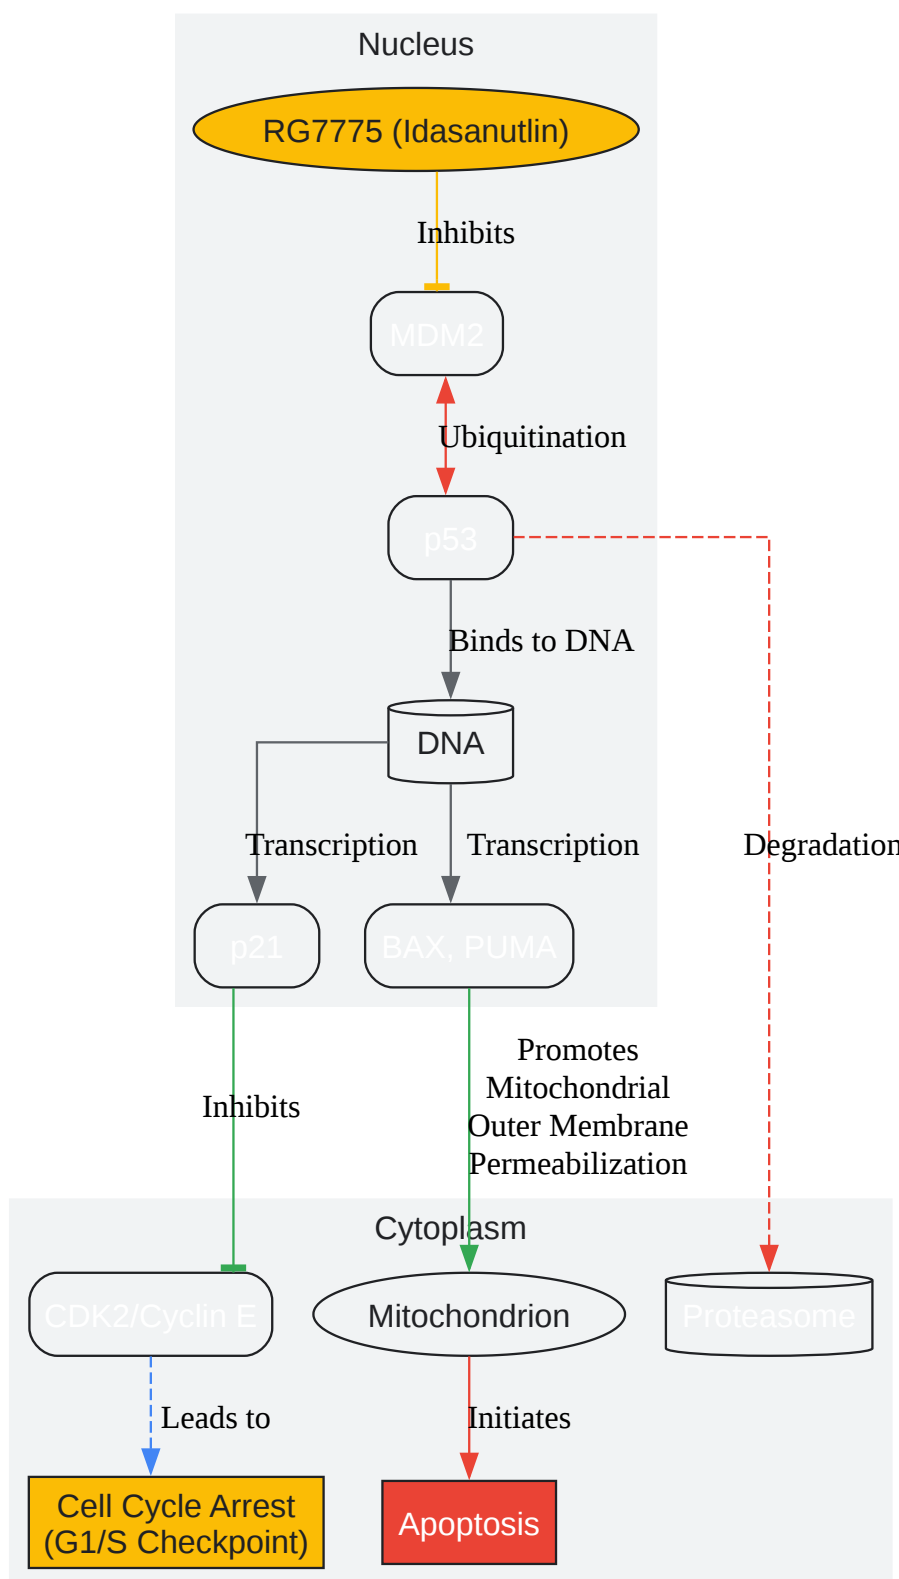 Nucleus
RG7775 (Idasanutlin)
Inhibits
MDM2
Ubiquitination
p53
Binds to DNA
DNA
Transcription
Transcription
Degradation
p21
BAX, PUMA
Promotes
Mitochondrial
Outer Membrane
Permeabilization
Inhibits
Cytoplasm
CDK2/Cyclin E
Mitochondrion
Proteasome
Leads to
Initiates
Cell Cycle Arrest
(G1/S Checkpoint)
Apoptosis